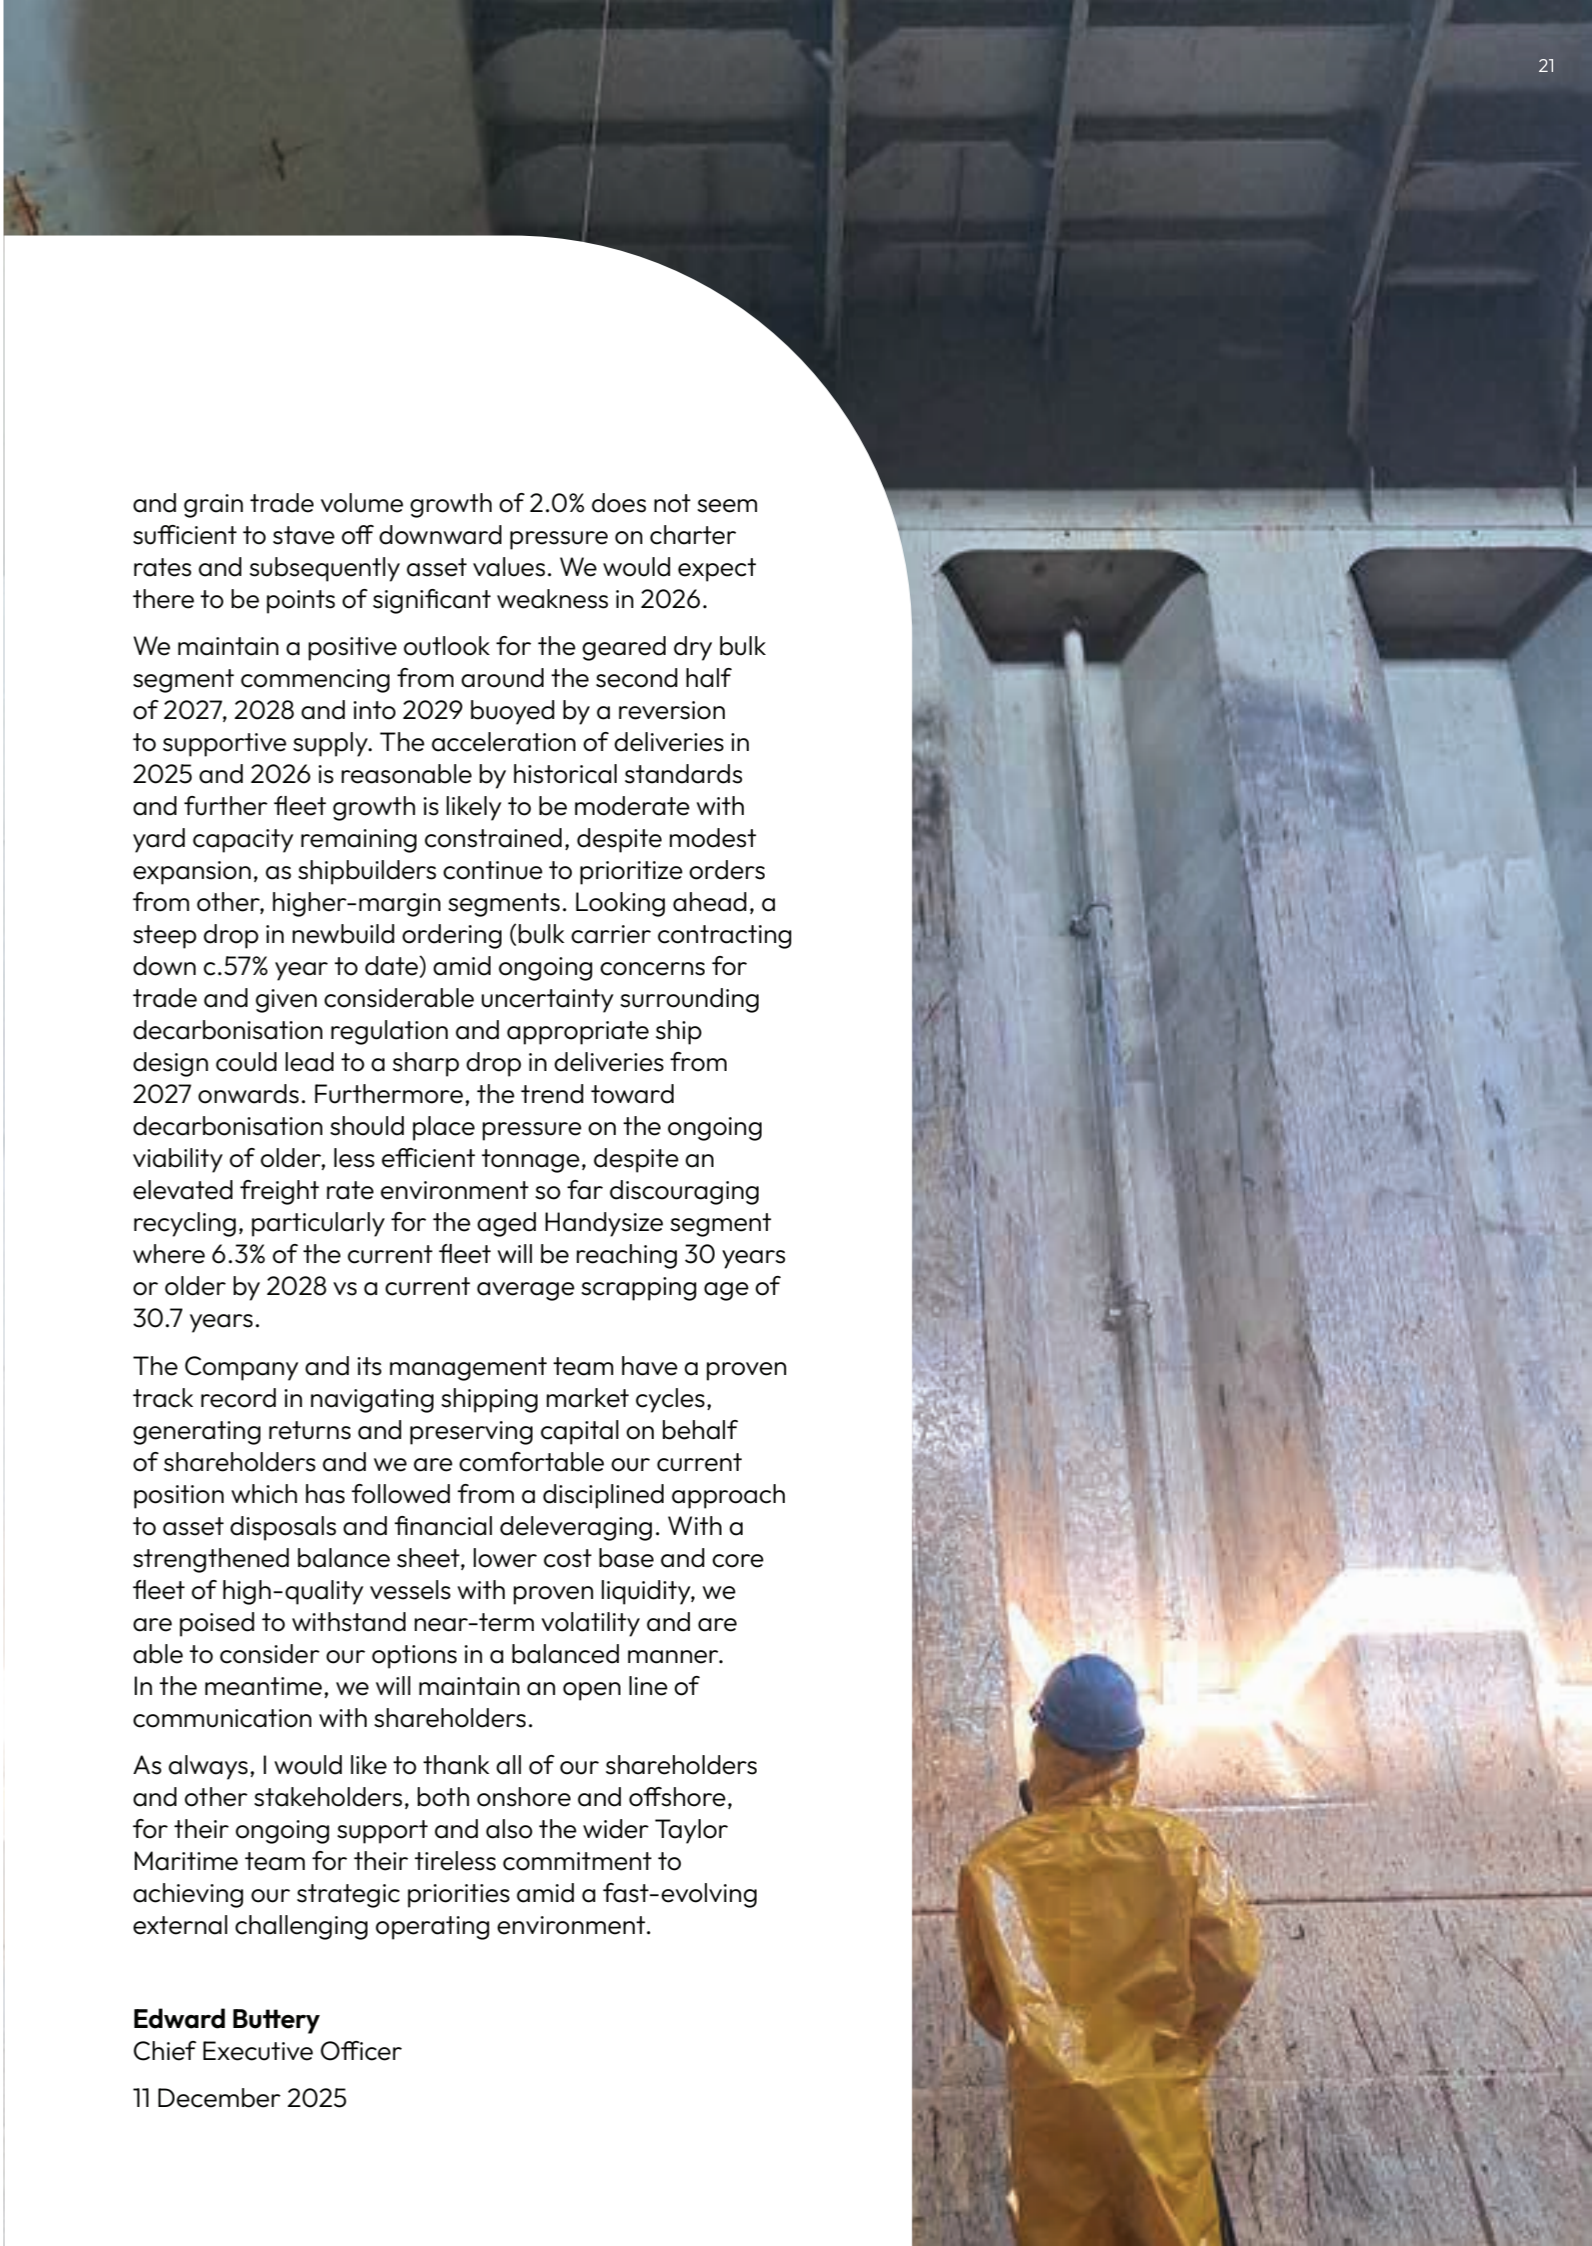 21
and grain trade volume growth of 2.0% does not seem
sufficient to stave off downward pressure on charter
rates and subsequently asset values. We would expect
there to be points of significant weakness in 2026.
We maintain a positive outlook for the geared dry bulk
segment commencing from around the second half
of 2027, 2028 and into 2029 buoyed by a reversion
to supportive supply. The acceleration of deliveries in
2025 and 2026 is reasonable by historical standards
and further fleet growth is likely to be moderate with
yard capacity remaining constrained, despite modest
expansion, as shipbuilders continue to prioritize orders
from other, higher-margin segments. Looking ahead, a
steep drop in newbuild ordering (bulk carrier contracting
down c.57% year to date) amid ongoing concerns for
trade and given considerable uncertainty surrounding
decarbonisation regulation and appropriate ship
design could lead to a sharp drop in deliveries from
2027 onwards. Furthermore, the trend toward
decarbonisation should place pressure on the ongoing
viability of older, less efficient tonnage, despite an
elevated freight rate environment so far discouraging
recycling, particularly for the aged Handysize segment
where 6.3% of the current fleet will be reaching 30 years
or older by 2028 vs a current average scrapping age of
30.7 years.
The Company and its management team have a proven
track record in navigating shipping market cycles,
generating returns and preserving capital on behalf
of shareholders and we are comfortable our current
position which has followed from a disciplined approach
to asset disposals and financial deleveraging. With a
strengthened balance sheet, lower cost base and core
fleet of high-quality vessels with proven liquidity, we
are poised to withstand near-term volatility and are
able to consider our options in a balanced manner.
In the meantime, we will maintain an open line of
communication with shareholders.
As always, I would like to thank all of our shareholders
and other stakeholders, both onshore and offshore,
for their ongoing support and also the wider Taylor
Maritime team for their tireless commitment to
achieving our strategic priorities amid a fast-evolving
external challenging operating environment.
Edward Buttery
Chief Executive Officer
11 December 2025